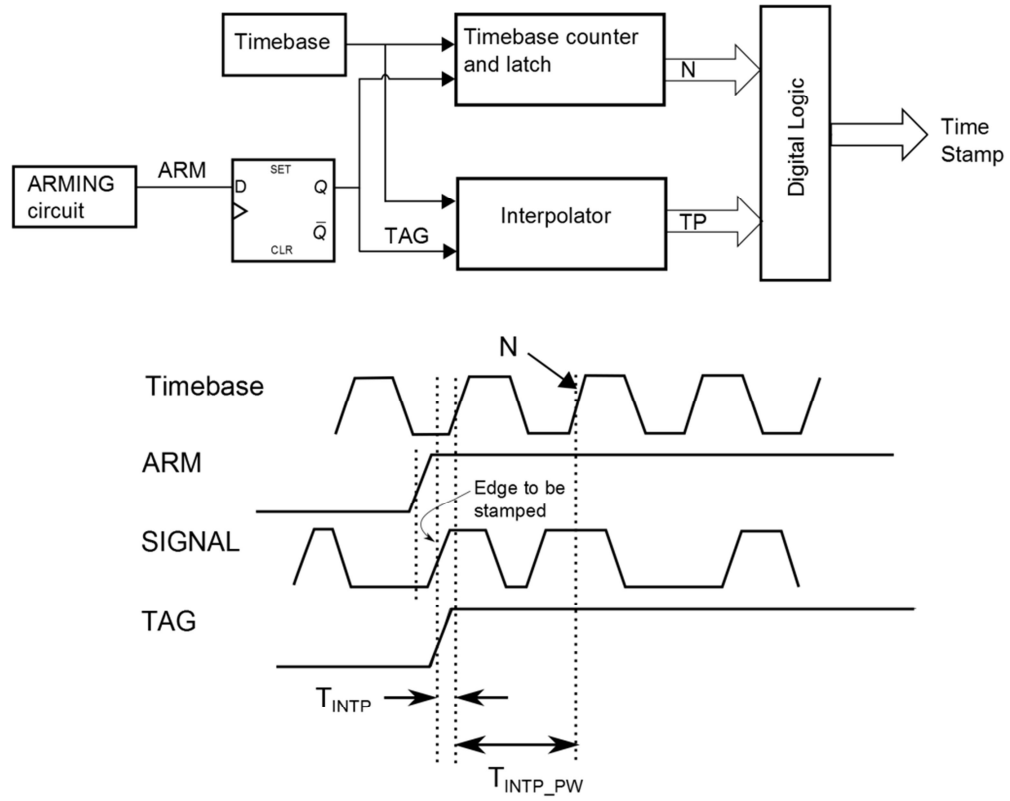 Timebase
Timebase counter
and latch
N
Digital Logic
Time
Stamp
ARMING
circuit
ARM
SET
D
Q
Q̅
CLR
TAG
Interpolator
TP
N
Timebase
ARM
Edge to be
stamped
SIGNAL
TAG
TINTP
TINTP_PW